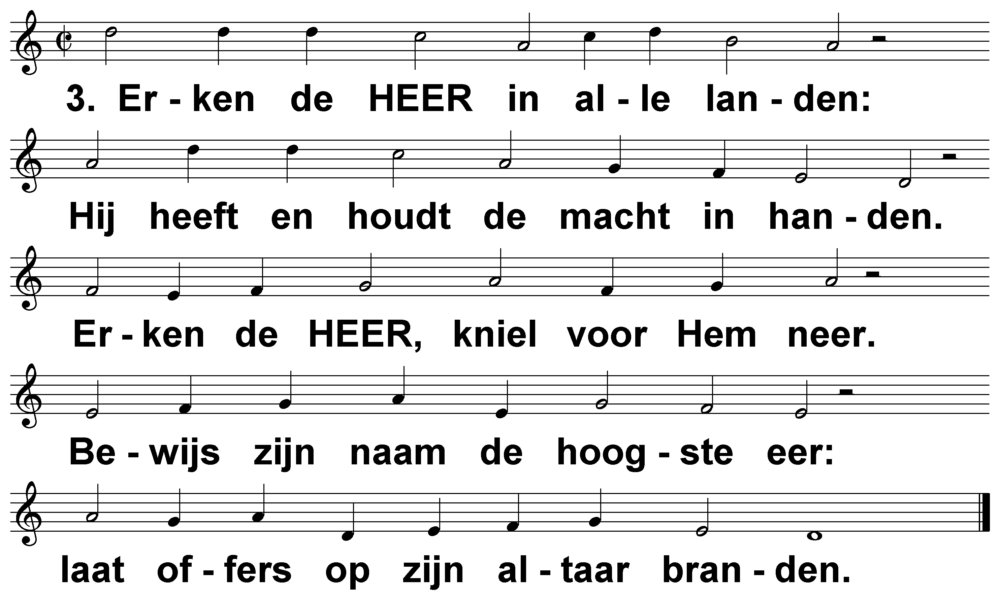 3. Er - ken de HEER in al - le lan - den:
Hij heeft en houdt de macht in han - den.
Er - ken de HEER, kniel voor Hem neer.
Be - wijs zijn naam de hoog - ste eer:
laat of - fers op zijn al - taar bran - den.